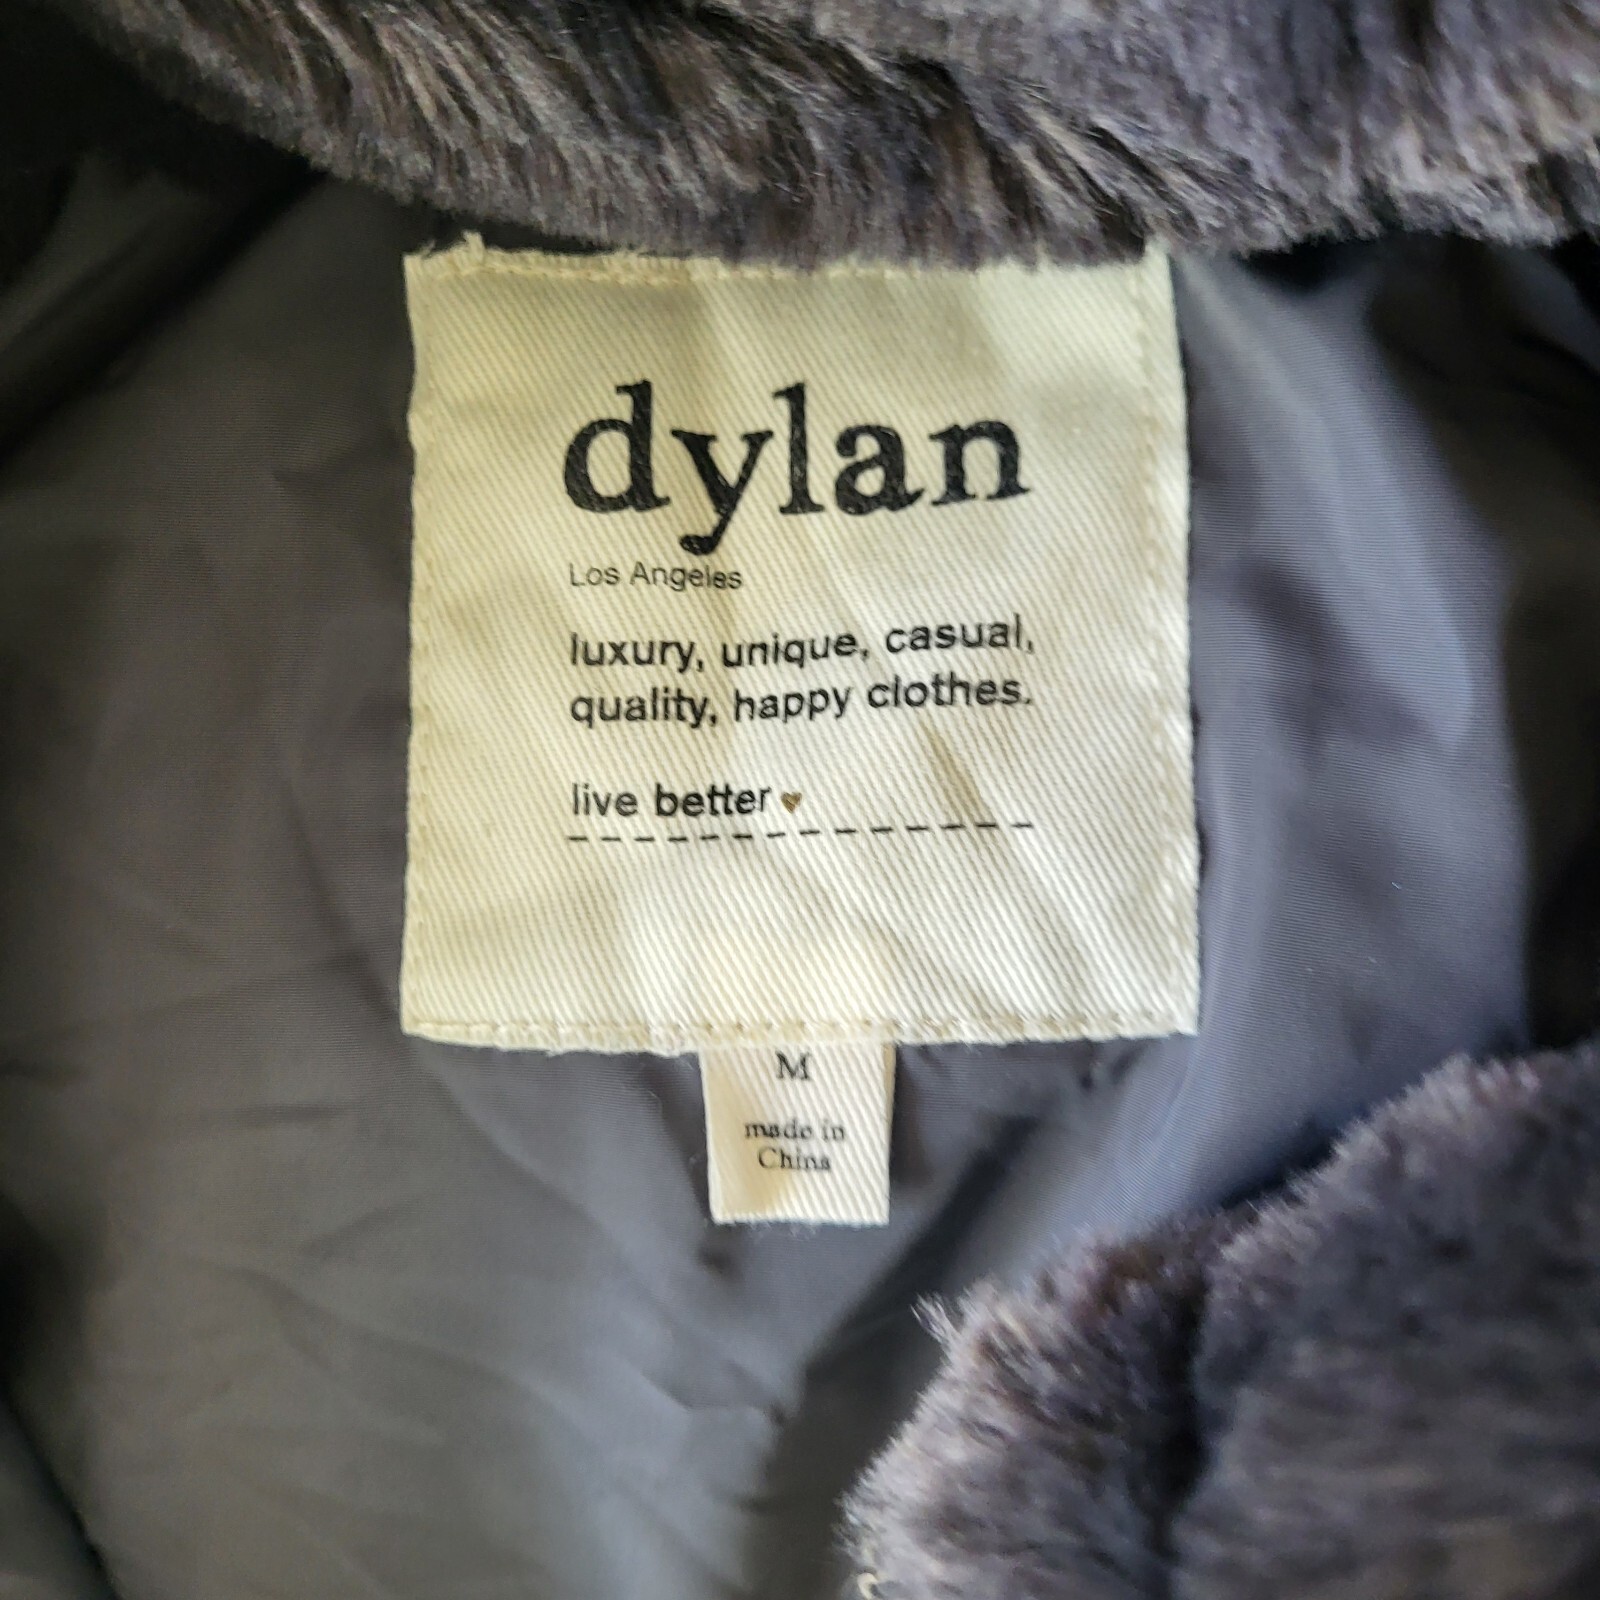 dylan
Los Angeles
luxury, unique, casual,
quality, happy clothes.
live better
M
made in
China